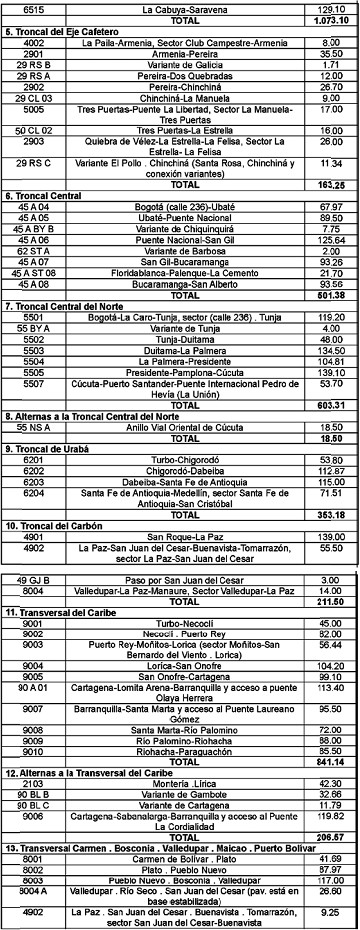 6515 La Cabuya-Saravena 129.10
TOTAL 1.073.10
5. Troncal del Eje Cafetero
4002 La Paila-Armenia, Sector Club Campestre-Armenia 8.00
2901 Armenia-Pereira 35.50
29 RS B Variante de Galicia 1.71
29 RS A Pereira-Dos Quebradas 12.00
2902 Pereira-Chinchiná 26.70
29 CL 03 Chinchiná-La Manuela 9.00
5005 Tres Puertas-Puente La Libertad, Sector La Manuela- 17.00
Tres Puertas
50 CL 02 Tres Puertas-La Estrella 16.00
2903 Quiebra de Vélez-La Estrella-La Felisa, Sector La 26.00
Estrella- La Felisa
29 RS C Variante El Pollo . Chinchiná (Santa Rosa, Chinchiná y 11.34
conexión variantes)
TOTAL 163.25
6. Troncal Central
45 A 04 Bogotá (calle 236)-Ubaté 67.97
45 A 05 Ubaté-Puente Nacional 89.50
45 A BY B Variante de Chiquinquirá 7.75
45 A 06 Puente Nacional-San Gil 125.64
62 ST A Variante de Barbosa 2.00
45 A 07 San Gil-Bucaramanga 93.26
45 A ST 08 Floridablanca-Palenque-La Cemento 21.70
45 A 08 Bucaramanga-San Alberto 93.56
TOTAL 501.38
7. Troncal Central del Norte
5501 Bogotá-La Caro-Tunja, sector (calle 236) . Tunja 119.20
55 BY A Variante de Tunja 4.00
5502 Tunja-Duitama 48.00
5503 Duitama-La Palmera 134.50
5504 La Palmera-Presidente 104.81
5505 Presidente-Pamplona-Cúcuta 139.10
5507 Cúcuta-Puerto Santander-Puente Internacional Pedro de 53.70
Hevía (La Unión)
TOTAL 603.31
8. Alternas a la Troncal Central del Norte
55 NS A Anillo Vial Oriental de Cúcuta 18.50
TOTAL 18.50
9. Troncal de Urabá
6201 Turbo-Chigorodó 53.80
6202 Chigorodó-Dabeiba 112.87
6203 Dabeiba-Santa Fe de Antioquia 115.00
6204 Santa Fe de Antioquia-Medellín, sector Santa Fe de 71.51
Antioquia-San Cristóbal
TOTAL 353.18
10. Troncal del Carbón
4901 San Roque-La Paz 139.00
4902 La Paz-San Juan del Cesar-Buenavista-Tomarrazón, 55.50
sector La Paz-San Juan del Cesar
49 GJ B Paso por San Juan del Cesar 3.00
8004 Valledupar-La Paz-Manaure, Sector Valledupar-La Paz 14.00
TOTAL 211.50
11. Transversal del Caribe
9001 Turbo-Necoclí 45.00
9002 Necoclí . Puerto Rey 82.00
9003 Puerto Rey-Moñitos-Lorica (sector Moñitos-San 56.44
Bernardo del Viento . Lorica)
9004 Lorica-San Onofre 104.20
9005 San Onofre-Cartagena 99.10
90 A 01 Cartagena-Lomita Arena-Barranquilla y acceso a puente 113.40
Olaya Herrera
9007 Barranquilla-Santa Marta y acceso al Puente Laureano 95.50
Gómez
9008 Santa Marta-Río Palomino 72.00
9009 Río Palomino-Riohacha 88.00
9010 Riohacha-Paraguachón 85.50
TOTAL 841.14
12. Alternas a la Transversal del Caribe
2103 Montería .Lírica 42.30
90 BL B Variante de Gambote 32.66
90 BL C Variante de Cartagena 11.79
9006 Cartagena-Sabanalarga-Barranquilla y acceso al Puente 119.82
La Cordialidad
TOTAL 206.57
13. Transversal Carmen . Bosconia . Valledupar . Maicao . Puerto Bolívar
8001 Carmen de Bolívar . Plato 41.69
8002 Plato . Pueblo Nuevo 87.97
8003 Pueblo Nuevo . Bosconia . Valledupar 117.00
8004 A Valledupar . Río Seco . San Juan del Cesar (pav. está en 26.60
base estabilizada)
4902 La Paz . San Juan del Cesar . Buenavista . Tomarrazón, 9.25
sector San Juan del Cesar-Buenavista